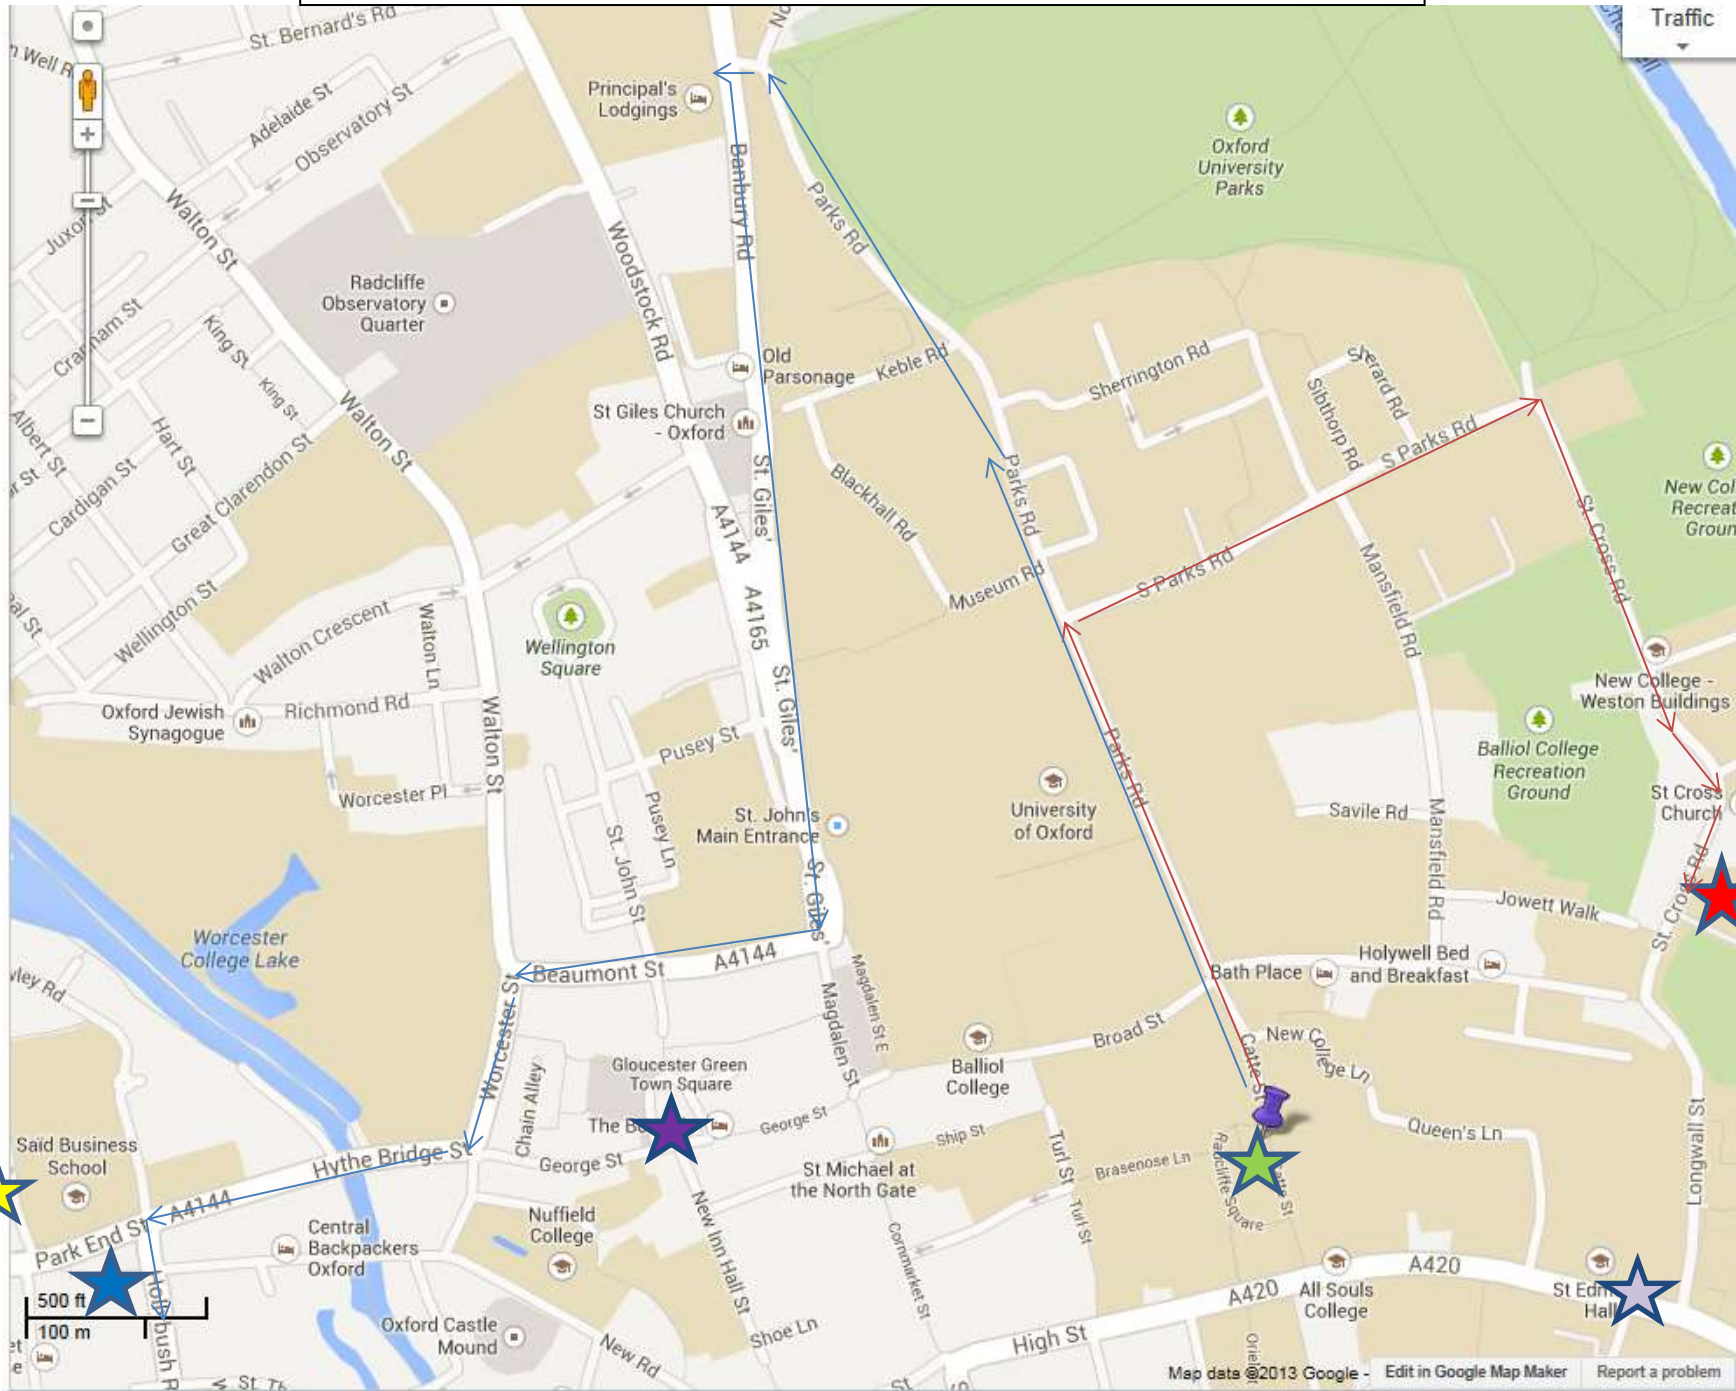 Traffic
St. Bernard's Rd
n Well R
Adelaide St
Observatory St
Juxon St
Walton St
Principal's
Lodgings
Banbury Rd
No
Parks Rd
Oxford
University
Parks
Woodstock Rd
Radcliffe
Observatory
Quarter
Cranham St
King St
King St
Walton St
Old
Parsonage
Keble Rd
Sherrington Rd
Sherard Rd
Sibthorp Rd
S Parks Rd
St Giles Church
- Oxford
Albert St
Hart St
Cardigan St
Great Clarendon St
r St
A4144
St. Giles'
Blackhall Rd
Parks Rd
Museum Rd
S Parks Rd
Mansfield Rd
St. Cross Rd
New Col
Recreat
Groun
A4165
Wellington St
Walton Crescent
Walton Ln
Wellington
Square
St. Giles'
New College -
Weston Buildings
Oxford Jewish
Synagogue
Richmond Rd
Walton St
Pusey St
Parks Rd
Balliol College
Recreation
Ground
Worcester Pl
Pusey Ln
St. John St
St. John's
Main Entrance
University
of Oxford
Savile Rd
Mansfield Rd
St Cross
Church
St. Giles'
Jowett Walk
St. Cross Rd
Worcester
College Lake
Beaumont St
A4144
Magdalen St E
Magdalen St
Bath Place
Holywell Bed
and Breakfast
Worcester St
Broad St
Catte St
New College Ln
Balliol
College
Gloucester Green
Town Square
Chain Alley
George St
Ship St
Turl St
Brasenose Ln
Radcliffe Square
Catte St
Queen's Ln
Longwall St
Saïd Business
School
Hythe Bridge St
George St
St Michael at
the North Gate
Turl St
A4144
Park End St
Central
Backpackers
Oxford
Nuffield
College
New Inn Hall St
Cornmarket St
A420
All Souls
College
A420
500 ft
100 m
Oxford Castle
Mound
New Rd
Shoe Ln
High St
Map data ©2013 Google -
Edit in Google Map Maker
Report a problem